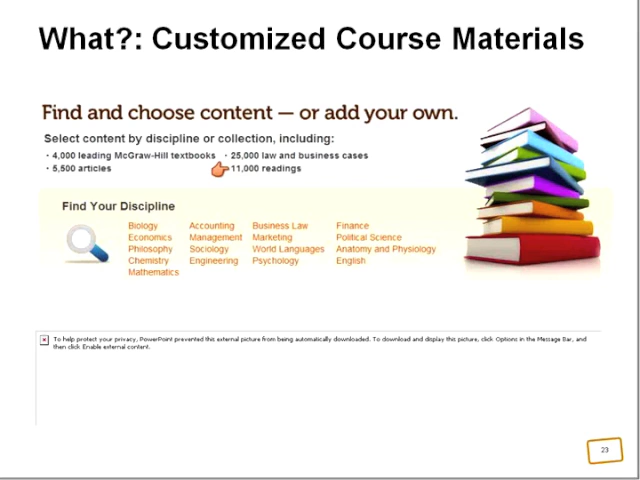 What?: Customized Course Materials
Find and choose content — or add your own.
Select content by discipline or collection, including:
· 4,000 leading McGraw-Hill textbooks · 25,000 law and business cases
· 5,500 articles 11,000 readings
Find Your Discipline
Biology Accounting Business Law Finance
Economics Management Marketing Political Science
Philosophy Sociology World Languages Anatomy and Physiology
Chemistry Engineering Psychology English
Mathematics
To help protect your privacy, PowerPoint prevented this external picture from being automatically downloaded. To download and display this picture, click Options in the Message Bar, and
then click Enable external content.
23